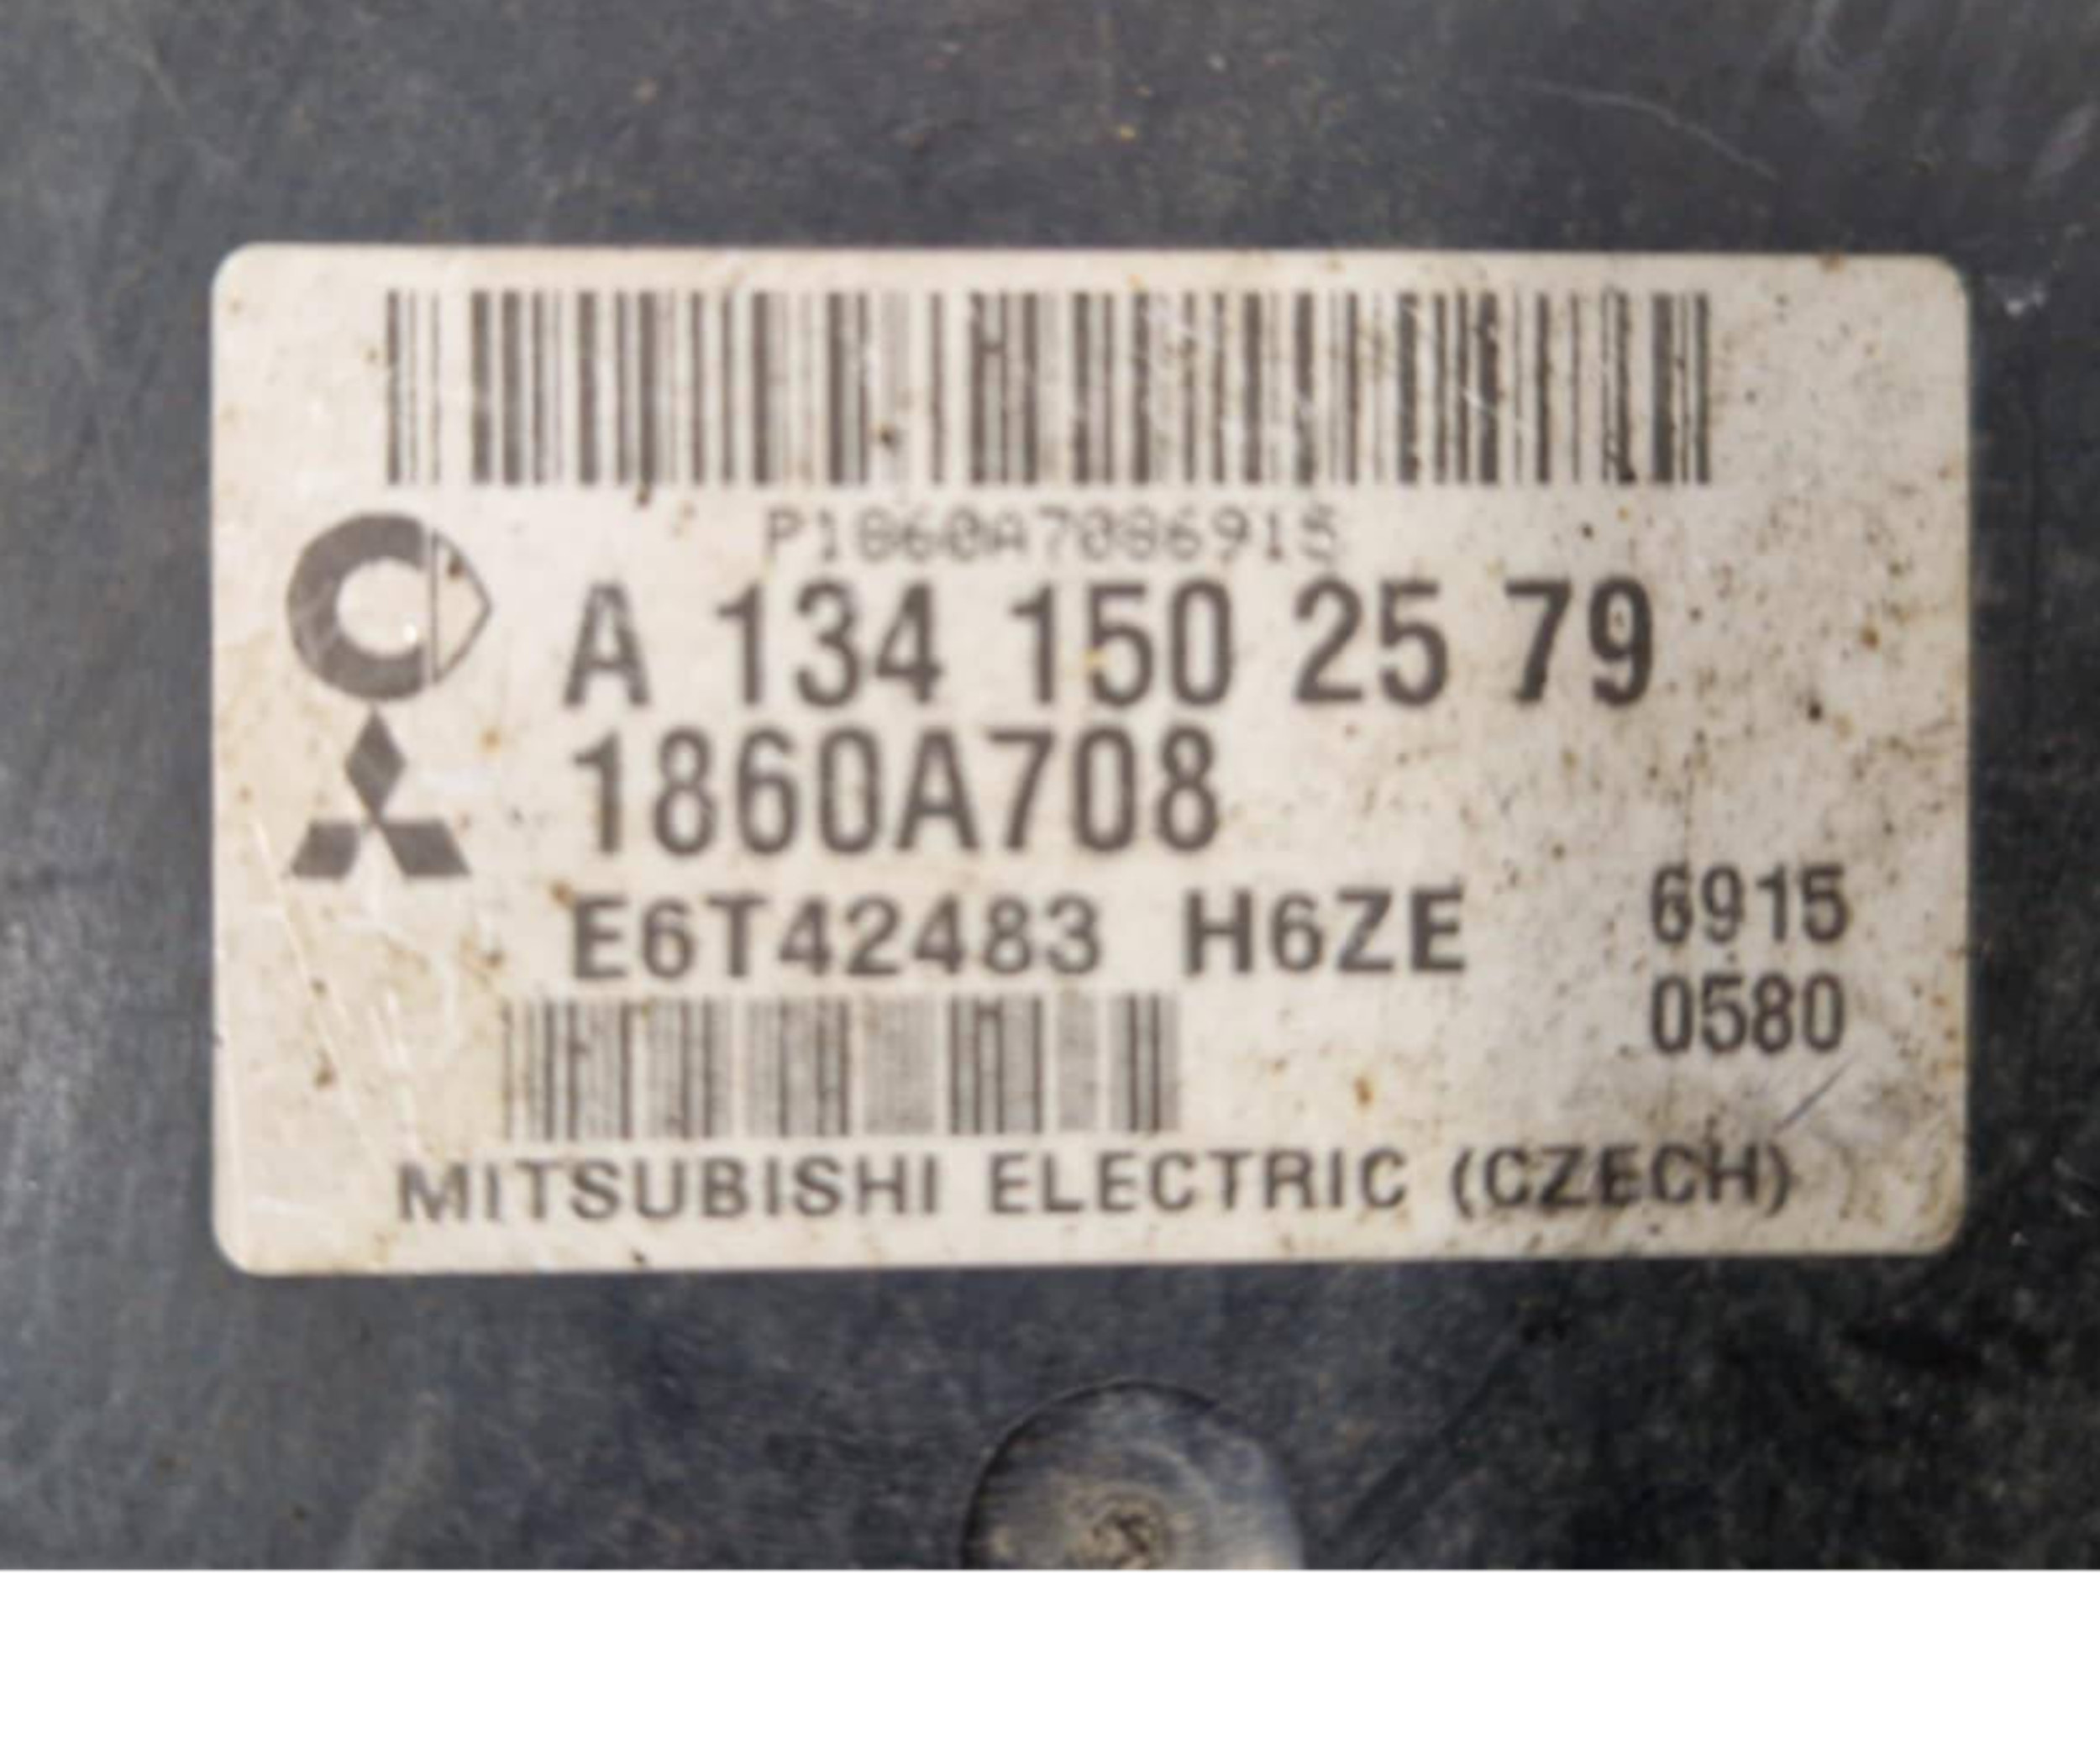 P1860A7086915
A 134 150 25 79
1860A708
E6T42483 H6ZE 6915
0580
MITSUBISHI ELECTRIC (CZECH)